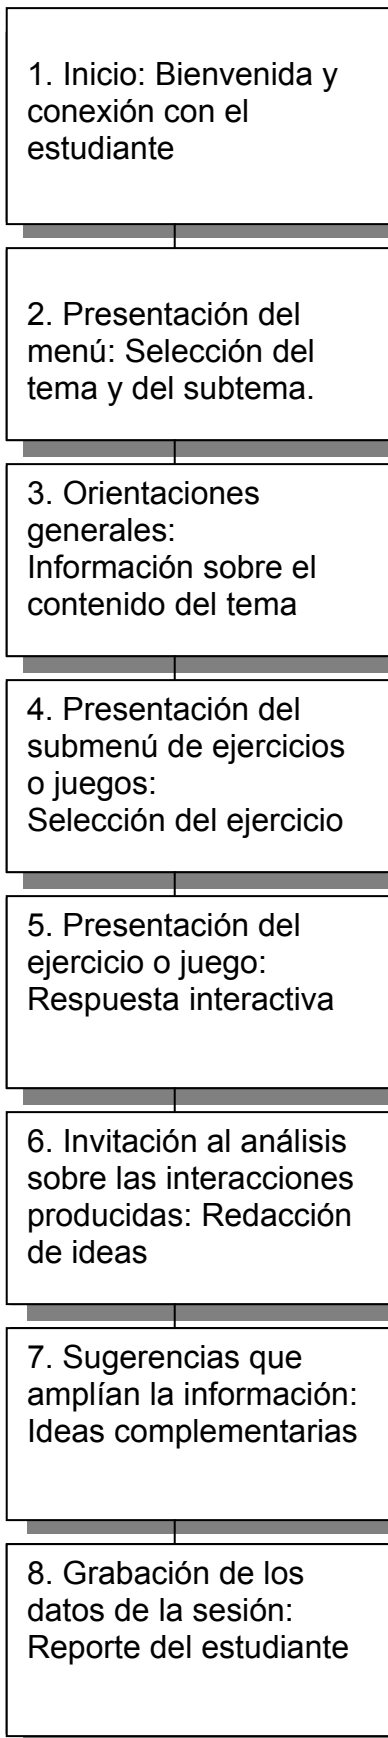 1. Inicio: Bienvenida y
conexión con el
estudiante
2. Presentación del
menú: Selección del
tema y del subtema.
3. Orientaciones
generales:
Información sobre el
contenido del tema
4. Presentación del
submenú de ejercicios
o juegos:
Selección del ejercicio
5. Presentación del
ejercicio o juego:
Respuesta interactiva
6. Invitación al análisis
sobre las interacciones
producidas: Redacción
de ideas
7. Sugerencias que
amplían la información:
Ideas complementarias
8. Grabación de los
datos de la sesión:
Reporte del estudiante